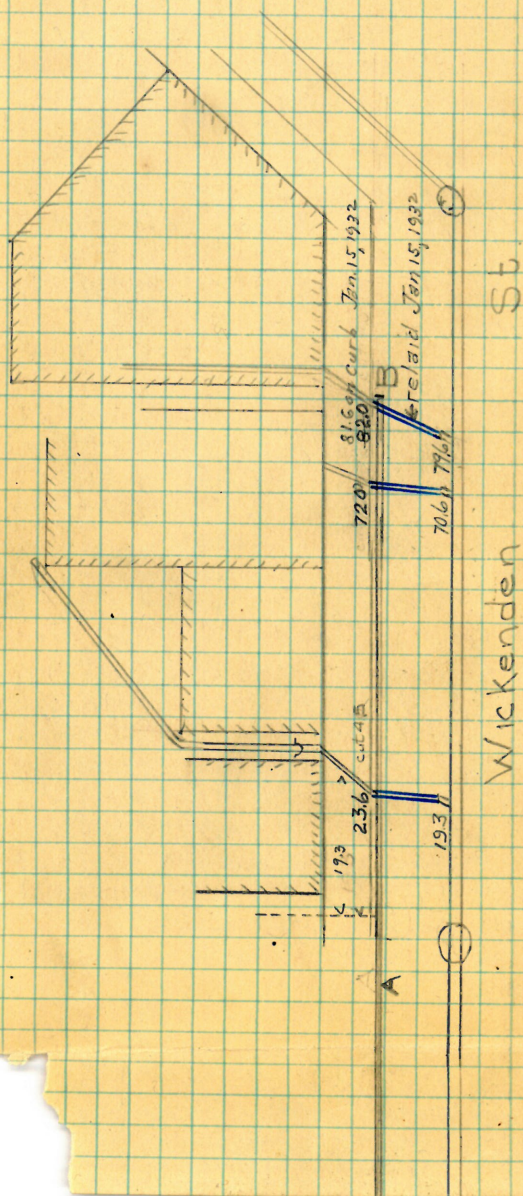 81.6 on curb Jan. 15, 1932
82.0
B
relaid Jan 15, 1932
72.0
79.6
70.6
cut 4.5
23.6
19.3
19.3
A
Wickenden St.